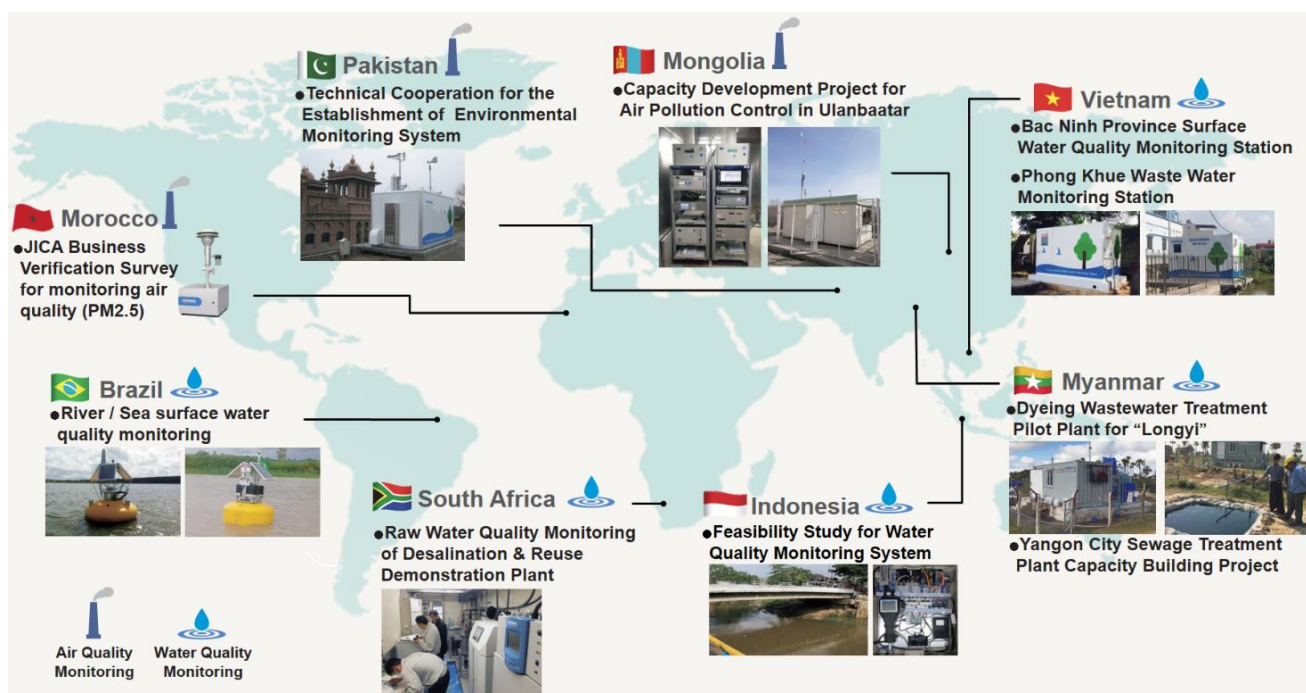 Pakistan
●Technical Cooperation for the
Establishment of Environmental
Monitoring System
Mongolia
●Capacity Development Project for
Air Pollution Control in Ulanbaatar
Vietnam
●Bac Ninh Province Surface
Water Quality Monitoring Station
●Phong Khue Waste Water
Monitoring Station
Morocco
●JICA Business
Verification Survey
for monitoring air
quality (PM2.5)
Brazil
●River / Sea surface water
quality monitoring
South Africa
●Raw Water Quality Monitoring
of Desalination & Reuse
Demonstration Plant
Indonesia
●Feasibility Study for Water
Quality Monitoring System
Myanmar
●Dyeing Wastewater Treatment
Pilot Plant for “Longyi”
●Yangon City Sewage Treatment
Plant Capacity Building Project
Air Quality
Monitoring
Water Quality
Monitoring